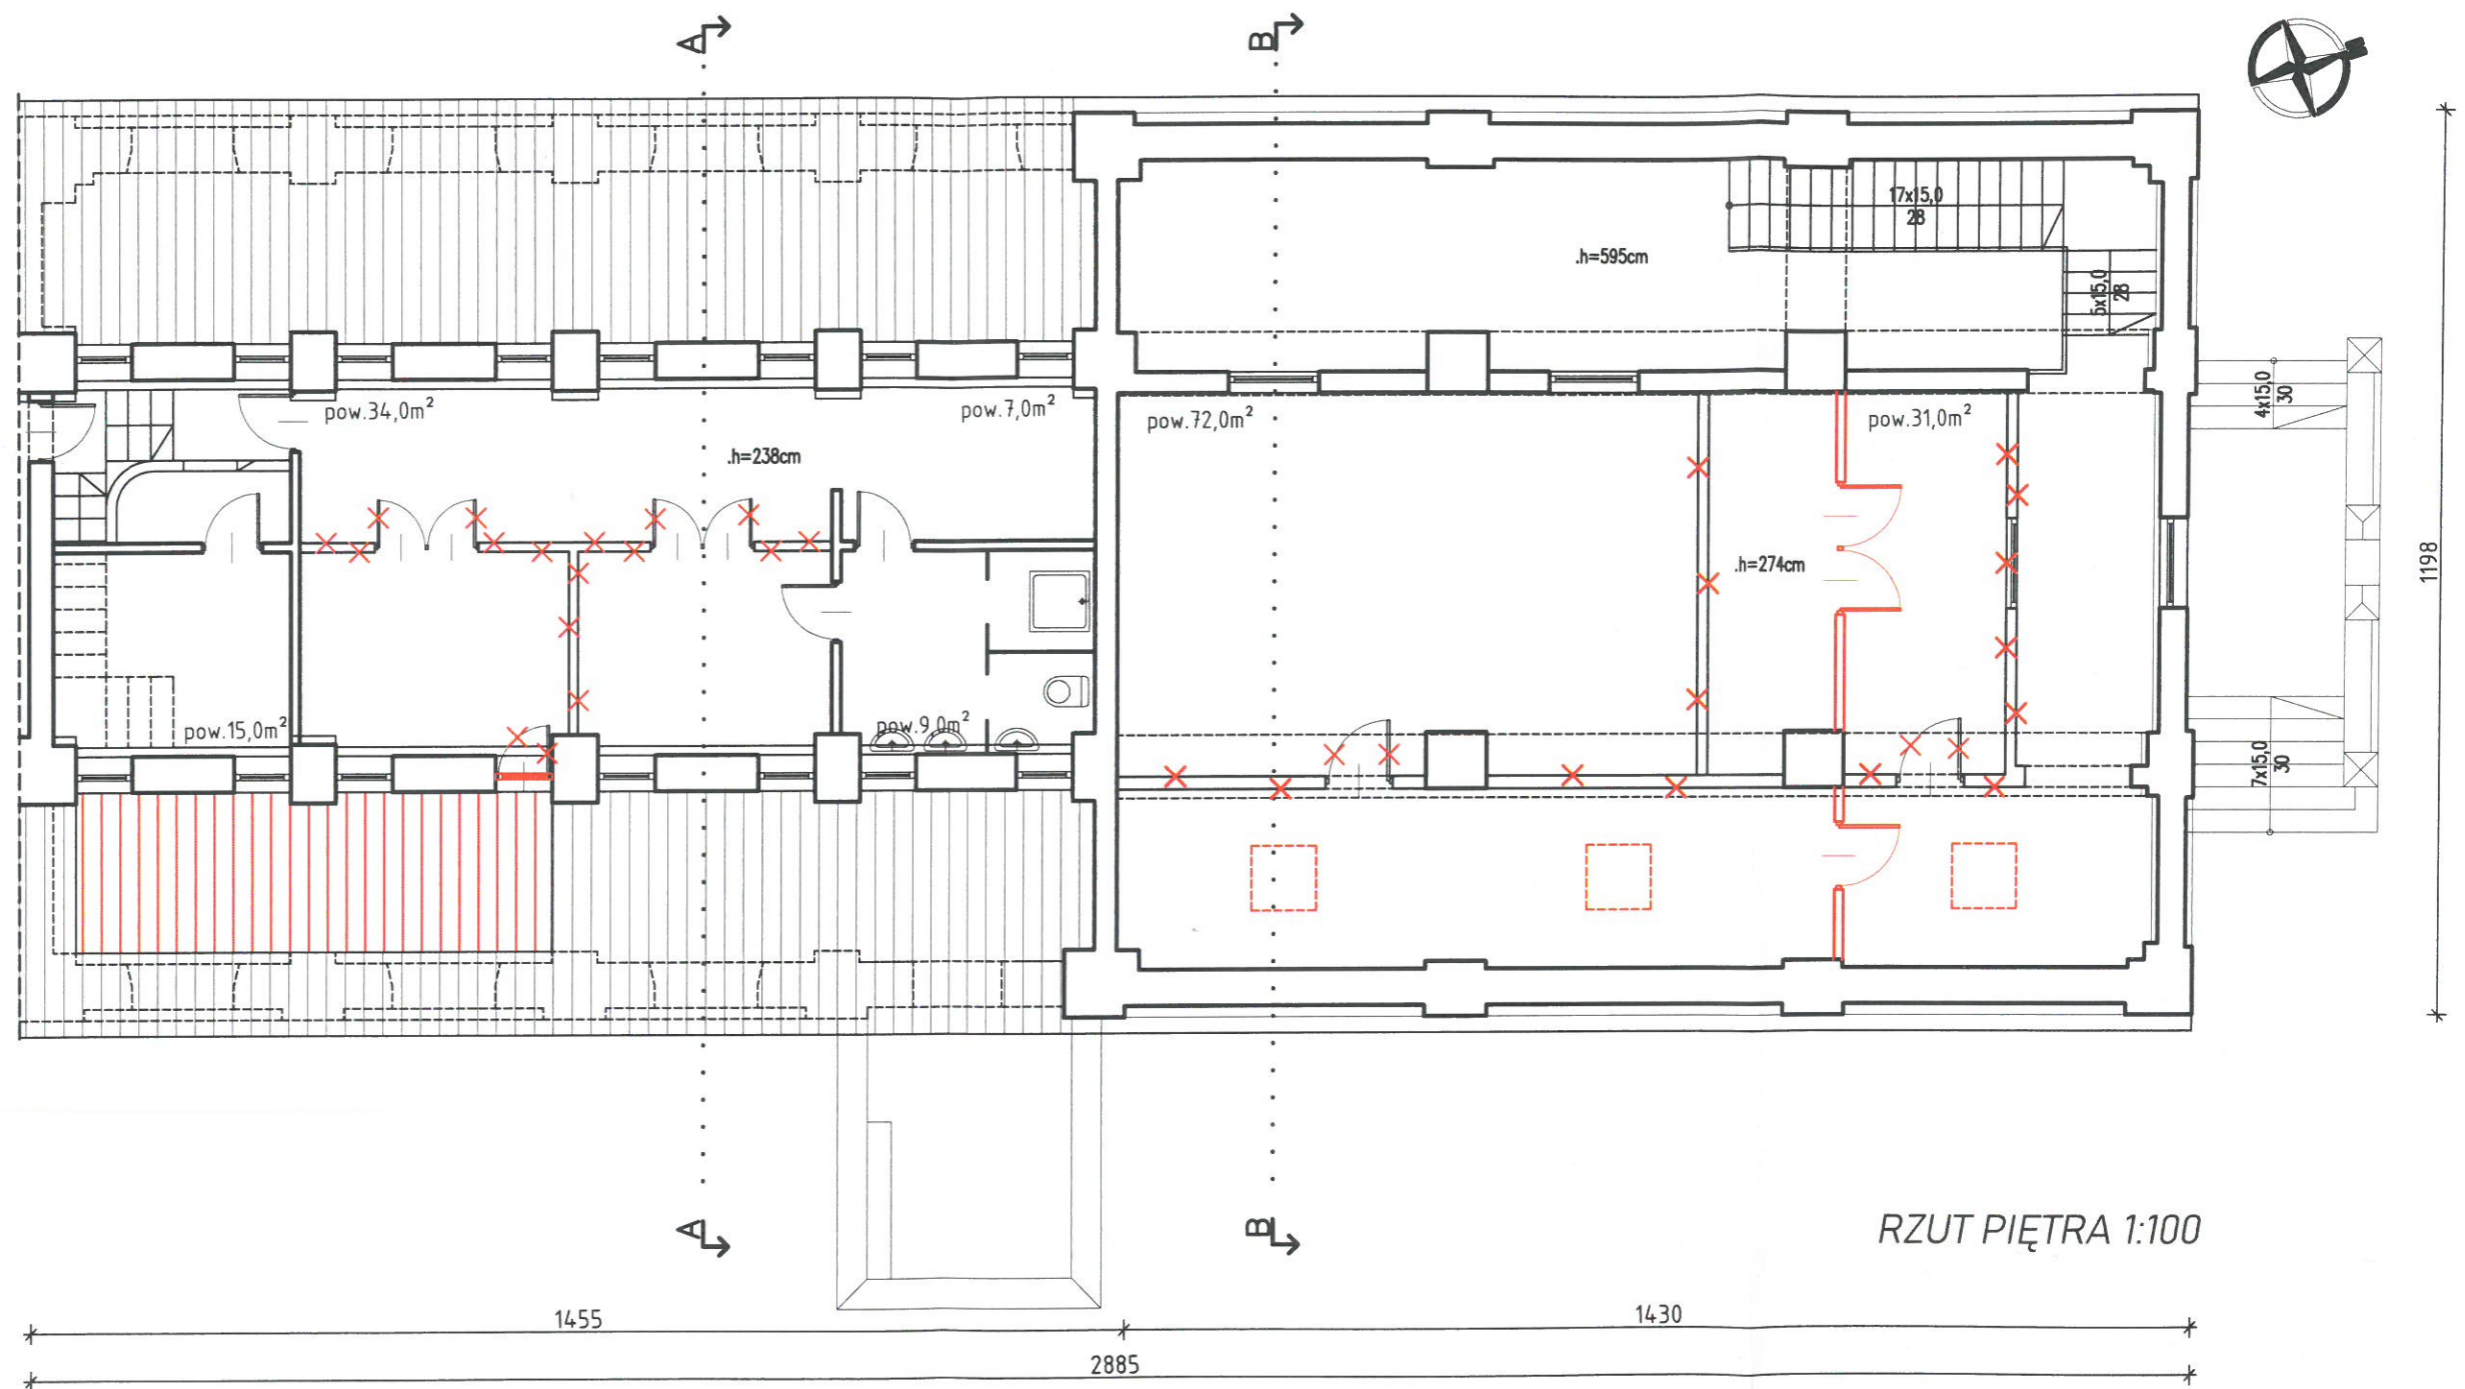 A
B
17x15,0
28
.h=595cm
5x15,0
28
4x15,0
30
pow.34,0m²
pow.7,0m²
pow.72,0m²
pow.31,0m²
.h=238cm
.h=274cm
1198
pow.15,0m²
pow.9,0m²
7x15,0
30
A
B
RZUT PIĘTRA 1:100
1455
1430
2885